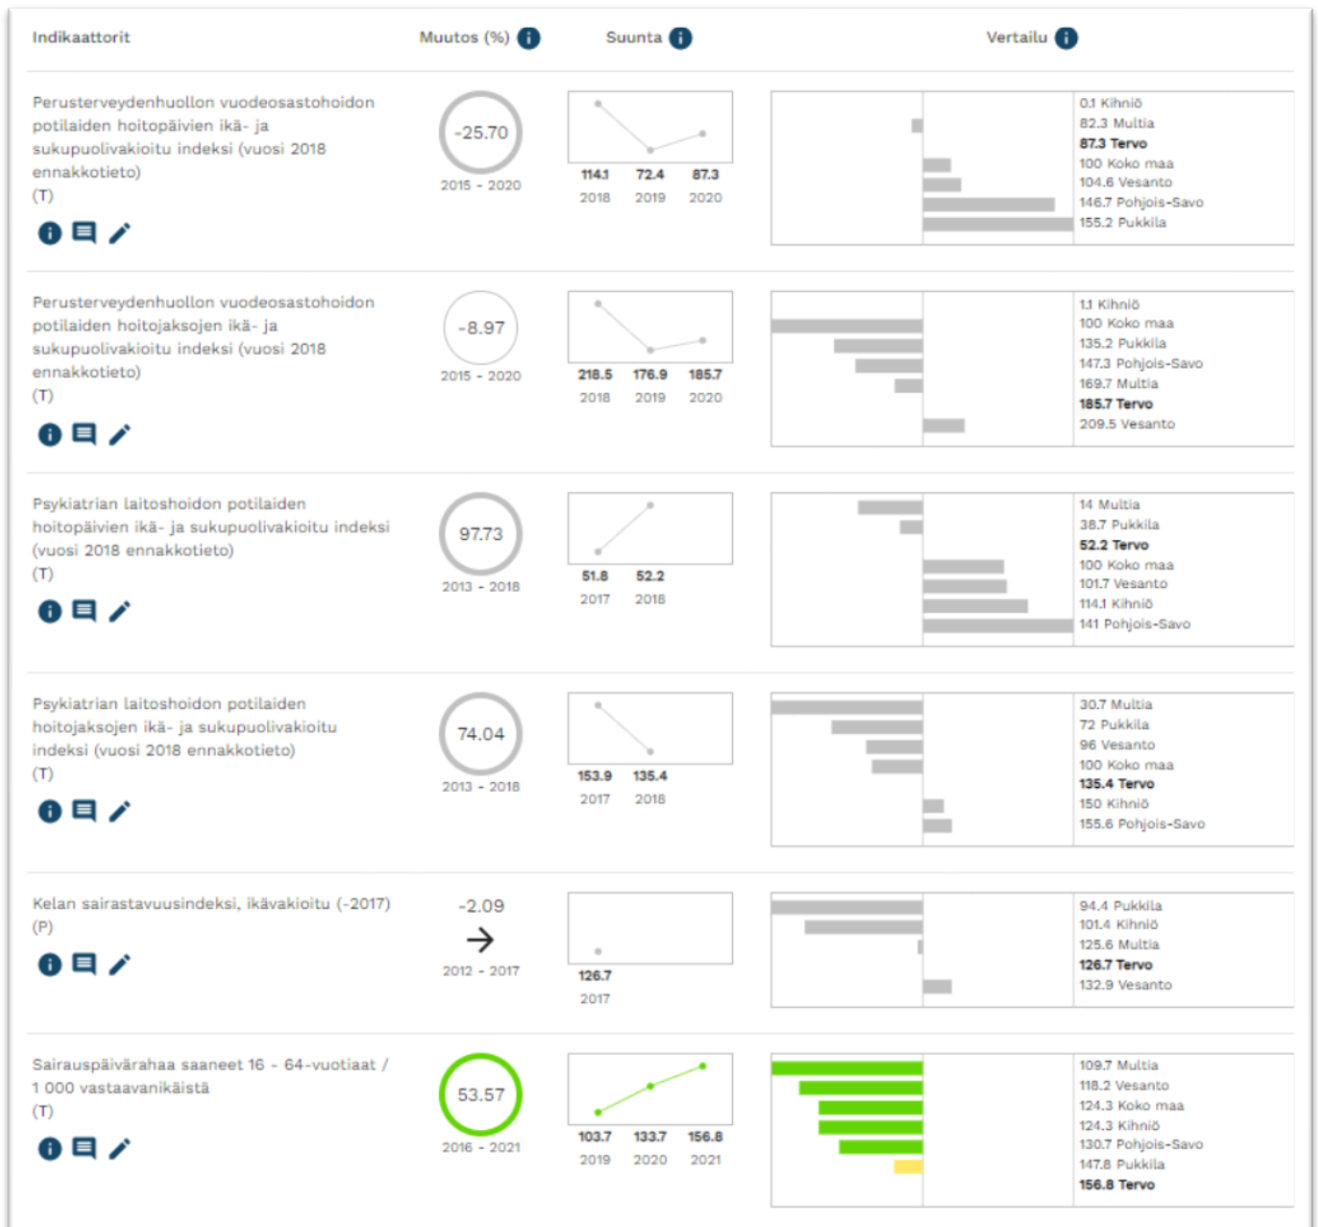 Indikaattorit Muutos (%) Suunta Vertailu
Perusterveydenhuollon vuodeosastohoidon
potilaiden hoitopäivien ikä- ja
sukupuolivakioitu indeksi (vuosi 2018
ennakkotieto)
(T)
-25.70
2015 - 2020
114.1 72.4 87.3
2018 2019 2020
0.1 Kihniö
82.3 Multia
87.3 Tervo
100 Koko maa
104.6 Vesanto
146.7 Pohjois-Savo
155.2 Pukkila
Perusterveydenhuollon vuodeosastohoidon
potilaiden hoitojaksojen ikä- ja
sukupuolivakioitu indeksi (vuosi 2018
ennakkotieto)
(T)
-8.97
2015 - 2020
218.5 176.9 185.7
2018 2019 2020
1.1 Kihniö
100 Koko maa
135.2 Pukkila
147.3 Pohjois-Savo
169.7 Multia
185.7 Tervo
209.5 Vesanto
Psykiatrian laitoshoidon potilaiden
hoitopäivien ikä- ja sukupuolivakioitu indeksi
(vuosi 2018 ennakkotieto)
(T)
97.73
2013 - 2018
51.8 52.2
2017 2018
14 Multia
38.7 Pukkila
52.2 Tervo
100 Koko maa
101.7 Vesanto
114.1 Kihniö
141 Pohjois-Savo
Psykiatrian laitoshoidon potilaiden
hoitojaksojen ikä- ja sukupuolivakioitu
indeksi (vuosi 2018 ennakkotieto)
(T)
74.04
2013 - 2018
153.9 135.4
2017 2018
30.7 Multia
72 Pukkila
96 Vesanto
100 Koko maa
135.4 Tervo
150 Kihniö
155.6 Pohjois-Savo
Kelan sairastavuusindeksi, ikävakioitu (-2017)
(P)
-2.09
2012 - 2017
126.7
2017
94.4 Pukkila
101.4 Kihniö
125.6 Multia
126.7 Tervo
132.9 Vesanto
Sairauspäivärahaa saaneet 16 - 64-vuotiaat /
1 000 vastaavanikäistä
(T)
53.57
2016 - 2021
103.7 133.7 156.8
2019 2020 2021
109.7 Multia
118.2 Vesanto
124.3 Koko maa
124.3 Kihniö
130.7 Pohjois-Savo
147.8 Pukkila
156.8 Tervo